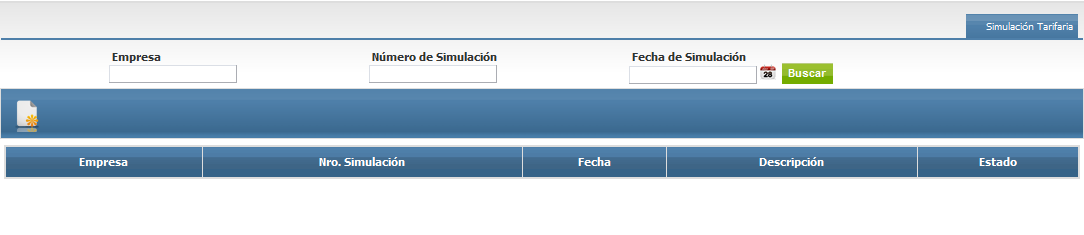 Simulación Tarifaria
Empresa Número de Simulación Fecha de Simulación
28 Buscar
Empresa Nro. Simulación Fecha Descripción Estado